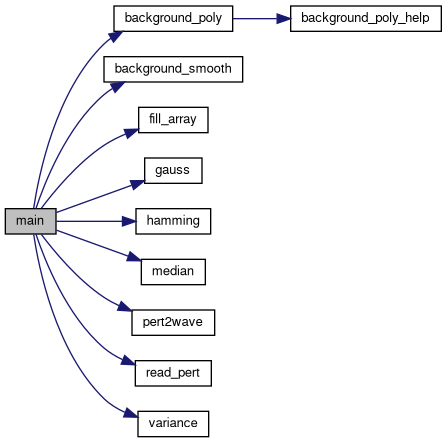 background_poly
background_poly_help
background_smooth
fill_array
gauss
main
hamming
median
pert2wave
read_pert
variance